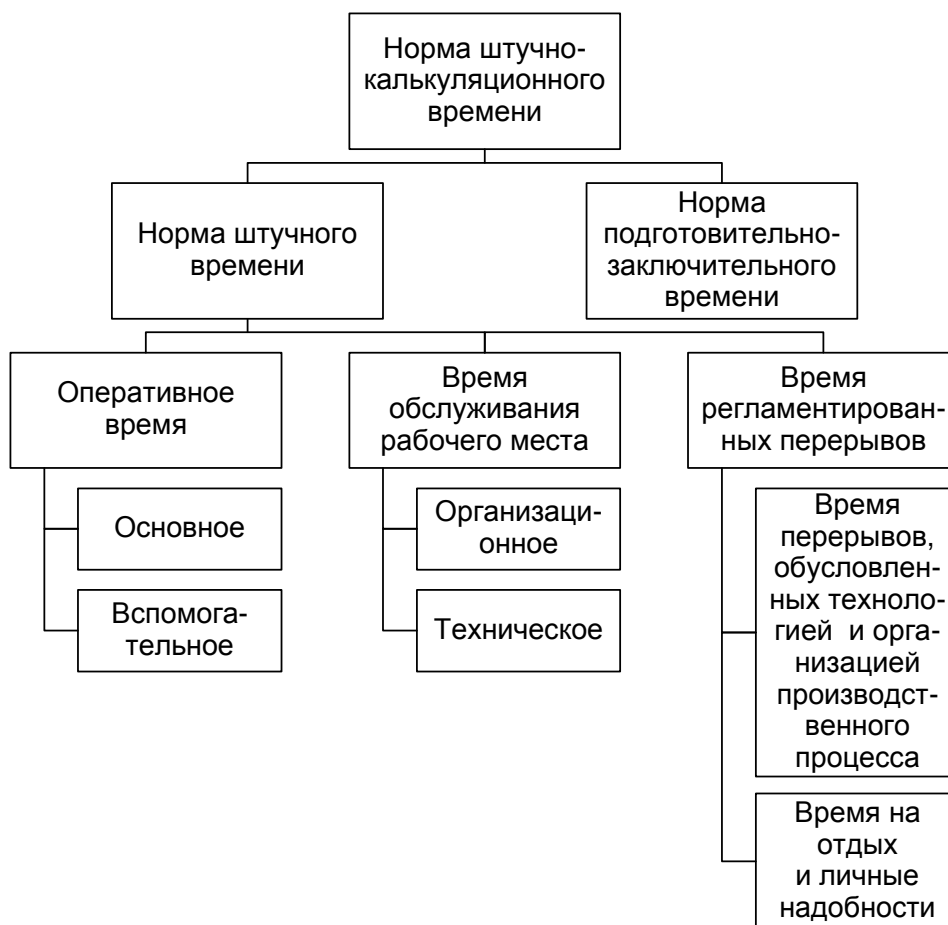 Норма штучно-
калькуляционного
времени
Норма штучного
времени
Норма
подготовительно-
заключительного
времени
Оперативное
время
Время
обслуживания
рабочего места
Время
регламентирован-
ных перерывов
Основное
Вспомога-
тельное
Организаци-
онное
Техническое
Время
перерывов,
обусловлен-
ных техноло-
гией и орга-
низацией
производст-
венного
процесса
Время на
отдых
и личные
надобности